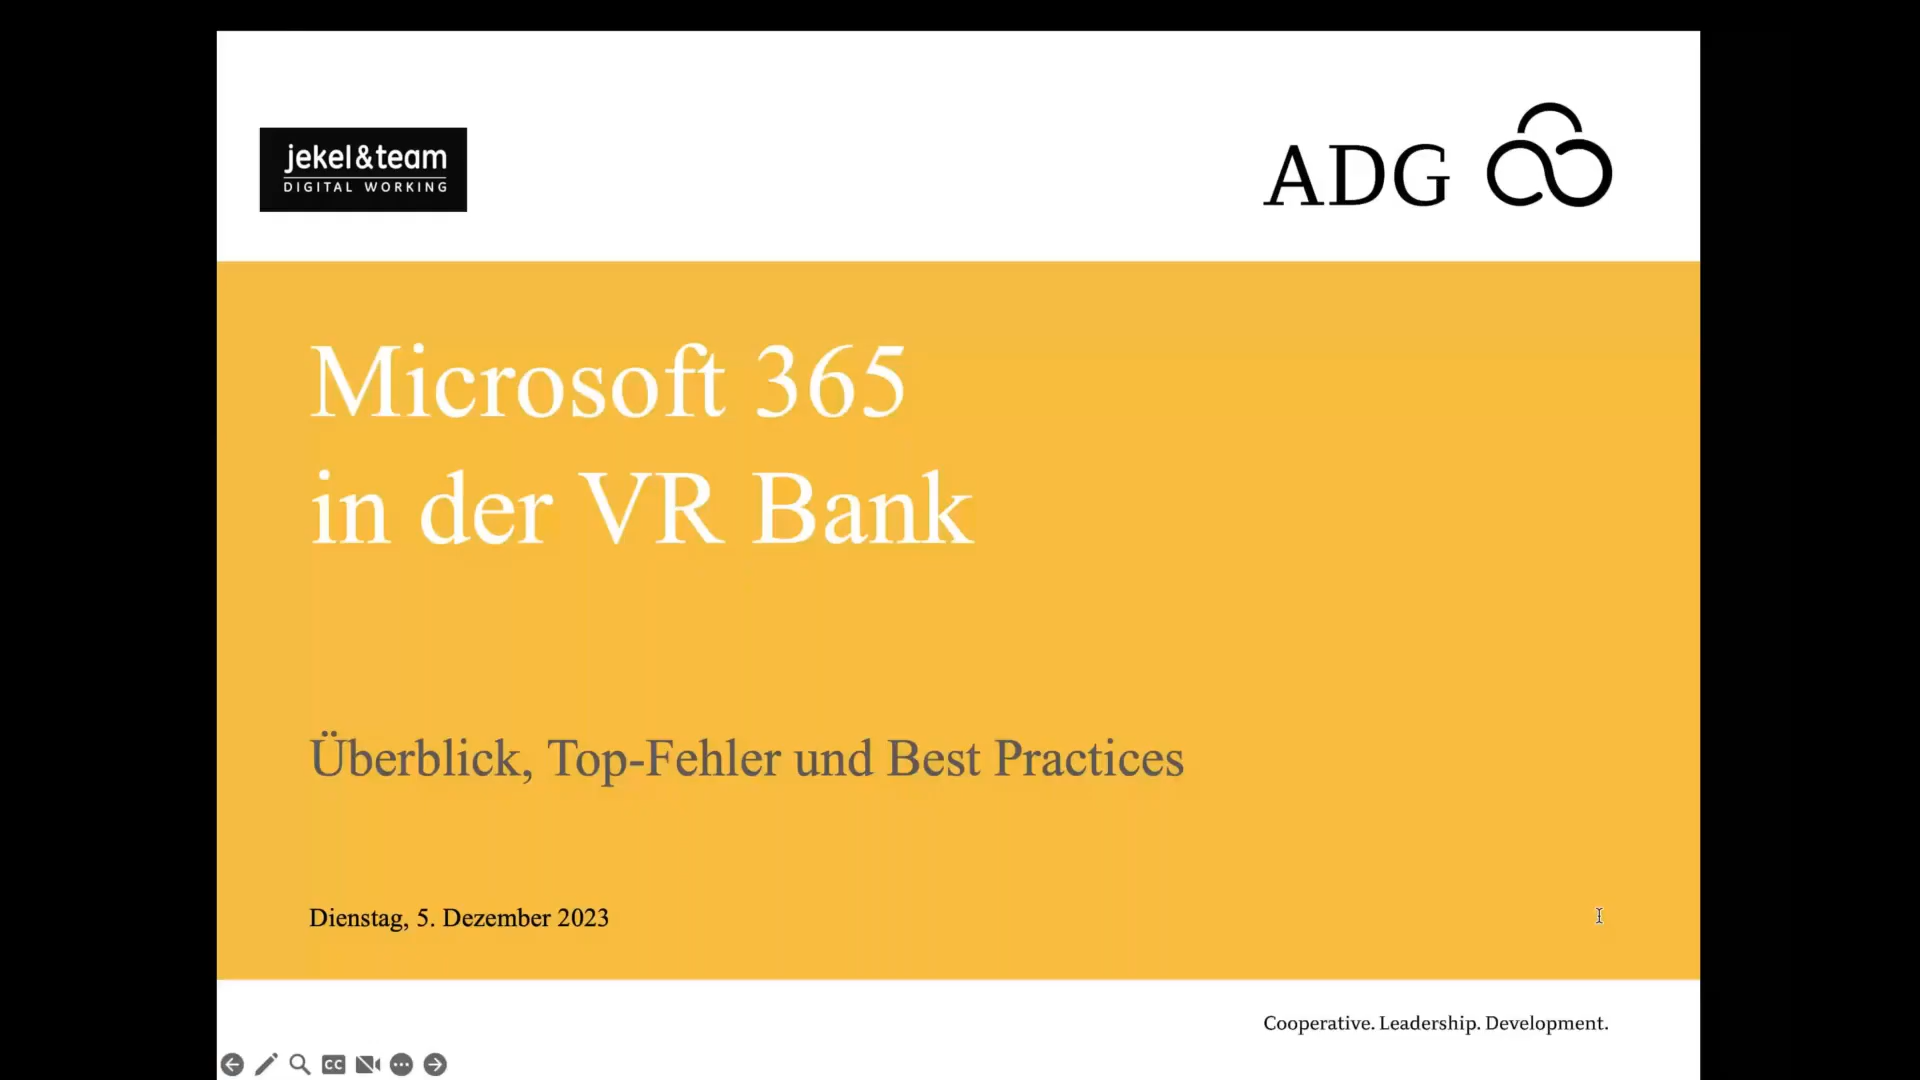 jekel&team
DIGITAL WORKING
ADG
Microsoft 365
in der VR Bank
Überblick, Top-Fehler und Best Practices
Dienstag, 5. Dezember 2023
Cooperative. Leadership. Development.
CC